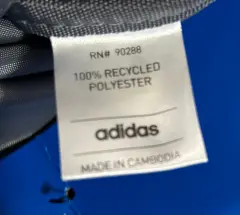 RN# 90288
100% RECYCLED
POLYESTER
adidas
MADE IN CAMBODIA